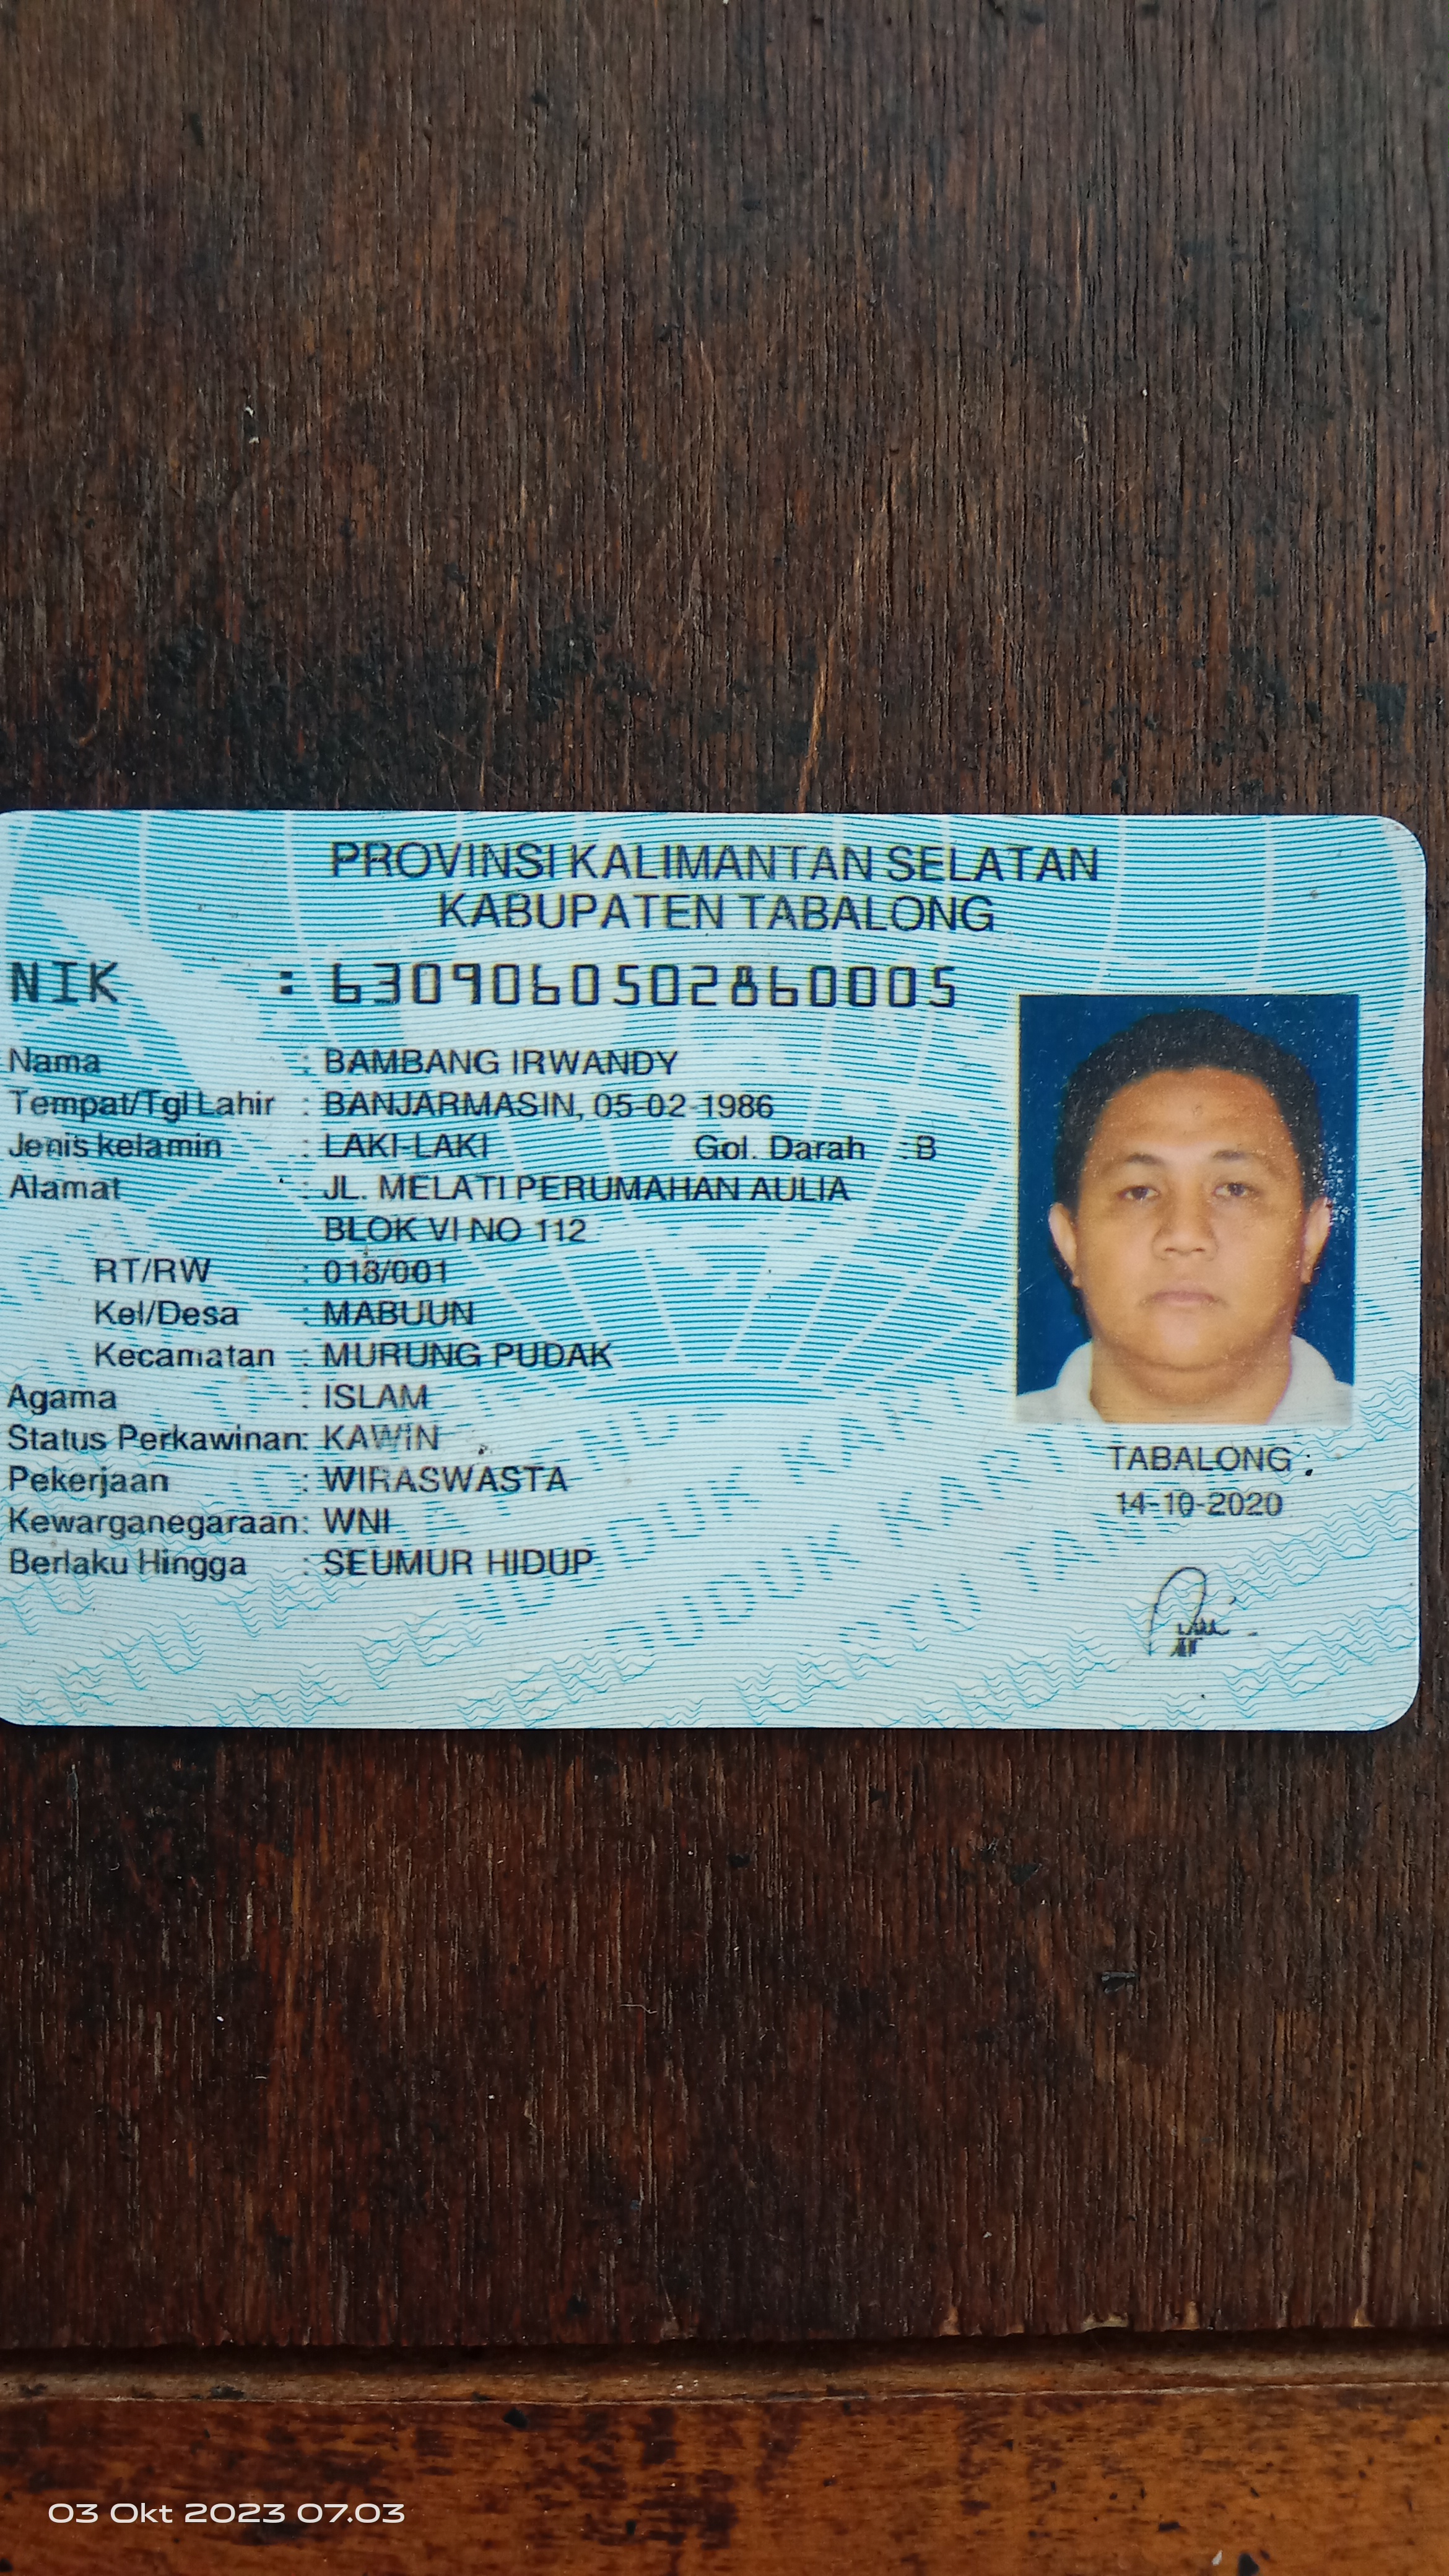 PROVINSI KALIMANTAN SELATAN
KABUPATEN TABALONG
NIK : 6309060502860005
Nama : BAMBANG IRWANDY
Tempat/Tgl Lahir : BANJARMASIN, 05-02-1986
Jenis kelamin : LAKI-LAKI Gol. Darah : B
Alamat : JL. MELATI PERUMAHAN AULIA
BLOK VI NO 112
RT/RW : 018/001
Kel/Desa : MABUUN
Kecamatan : MURUNG PUDAK
Agama : ISLAM
Status Perkawinan: KAWIN
Pekerjaan : WIRASWASTA
Kewarganegaraan: WNI
Berlaku Hingga : SEUMUR HIDUP
TABALONG
14-10-2020
03 Okt 2023 07.03